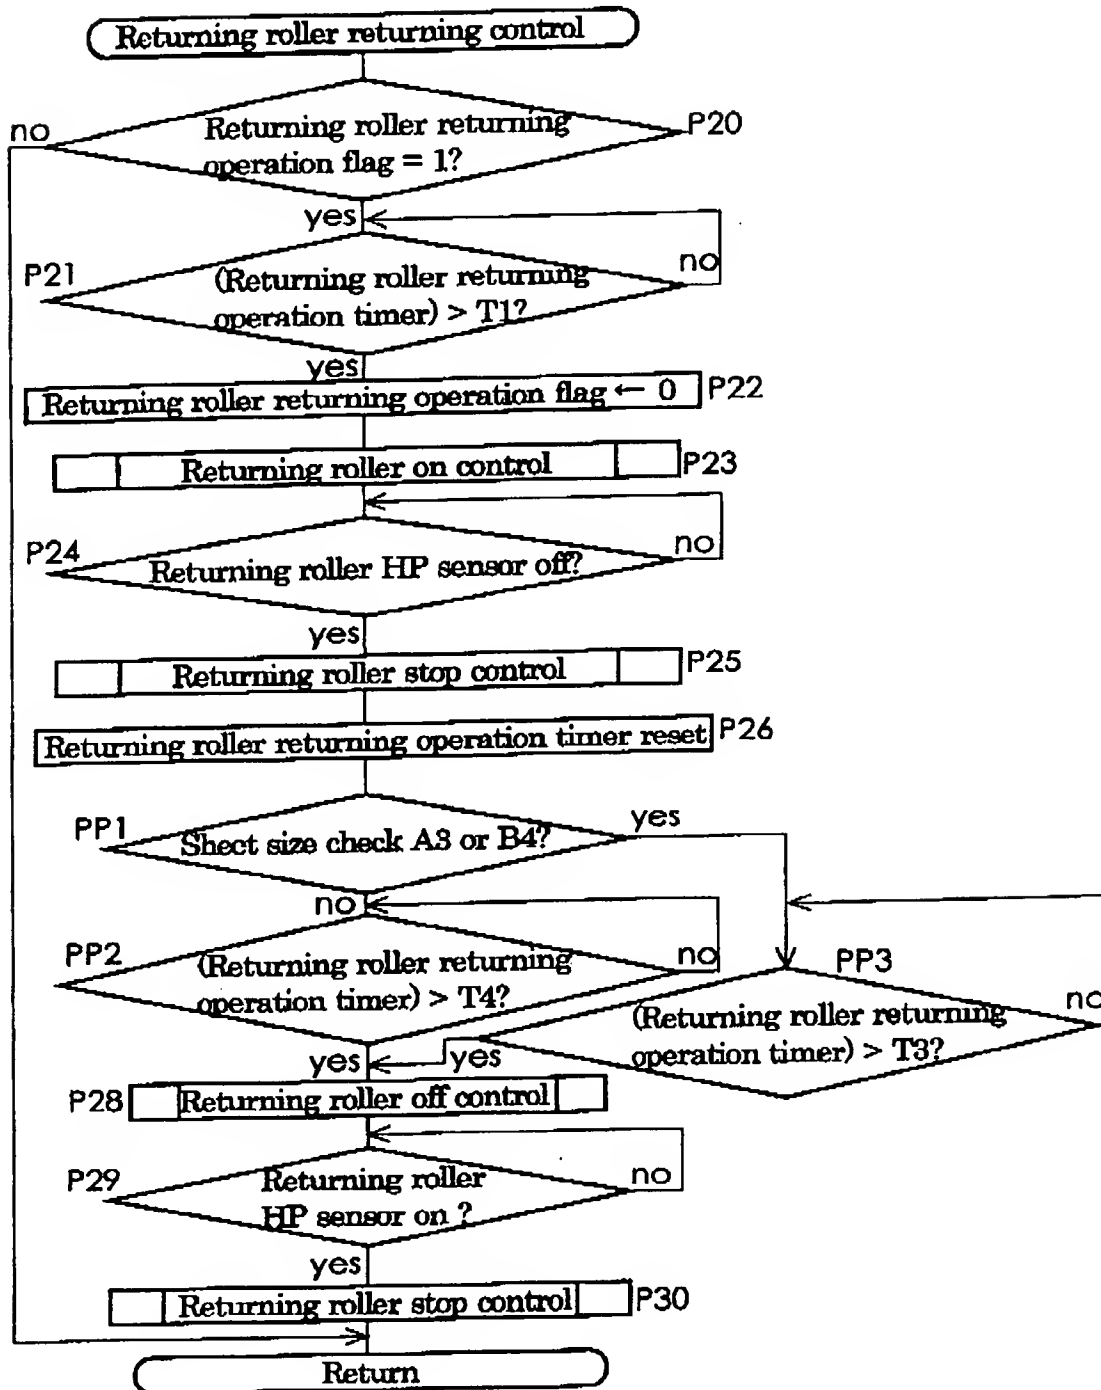 Returning roller returning control
no
Returning roller returning
operation flag = 1?
P20
yes
P21
(Returning roller returning
operation timer) > T1?
no
yes
Returning roller returning operation flag ← 0
P22
Returning roller on control
P23
P24
Returning roller HP sensor off?
no
yes
Returning roller stop control
P25
Returning roller returning operation timer reset
P26
PP1
Shect size check A3 or B4?
yes
no
PP2
(Returning roller returning
operation timer) > T4?
no
PP3
(Returning roller returning
operation timer) > T3?
no
yes
yes
P28
Returning roller off control
P29
Returning roller
HP sensor on ?
no
yes
Returning roller stop control
P30
Return